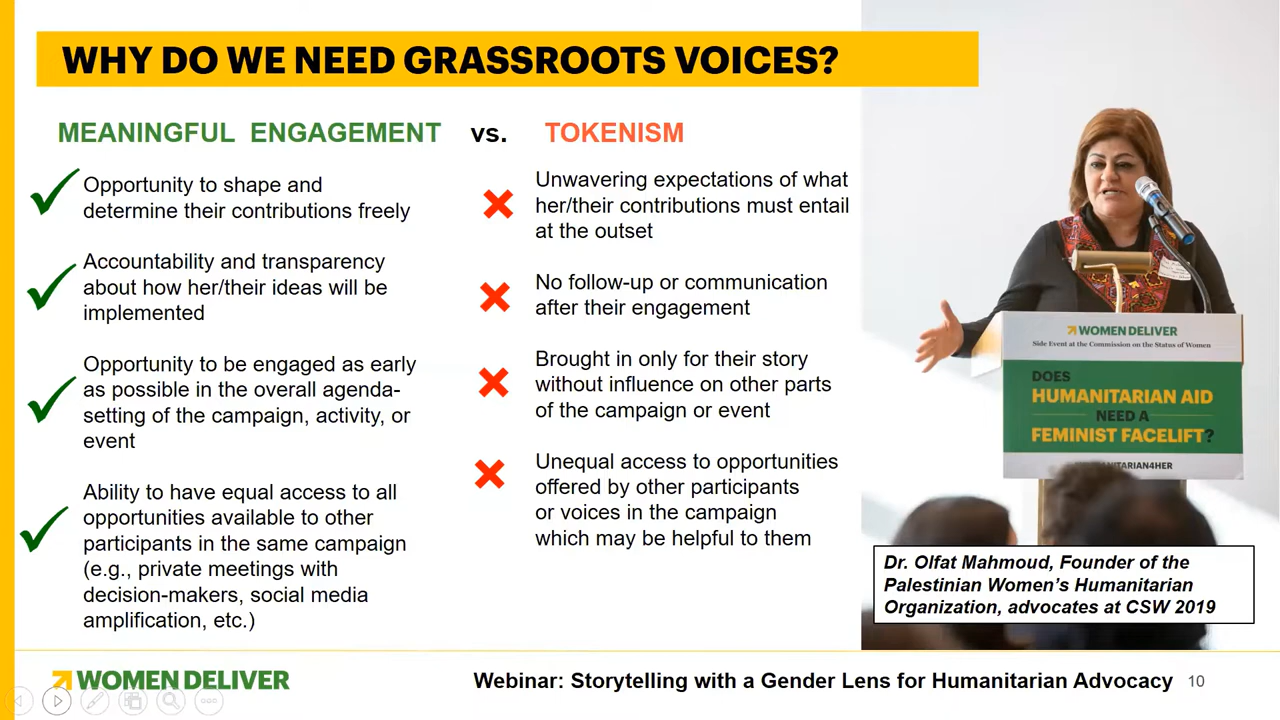 WHY DO WE NEED GRASSROOTS VOICES?
MEANINGFUL ENGAGEMENT vs. TOKENISM
Opportunity to shape and
determine their contributions freely
Accountability and transparency
about how her/their ideas will be
implemented
Opportunity to be engaged as early
as possible in the overall agenda-
setting of the campaign, activity, or
event
Ability to have equal access to all
opportunities available to other
participants in the same campaign
(e.g., private meetings with
decision-makers, social media
amplification, etc.)
Unwavering expectations of what
her/their contributions must entail
at the outset
No follow-up or communication
after their engagement
Brought in only for their story
without influence on other parts
of the campaign or event
Unequal access to opportunities
offered by other participants
or voices in the campaign
which may be helpful to them
WOMEN DELIVER
Side Event at the Commission on the Status of Women
DOES
HUMANITARIAN AID
NEED A
FEMINIST FACELIFT?
Dr. Olfat Mahmoud, Founder of the
Palestinian Women's Humanitarian
Organization, advocates at CSW 2019
WOMEN DELIVER
Webinar: Storytelling with a Gender Lens for Humanitarian Advocacy 10